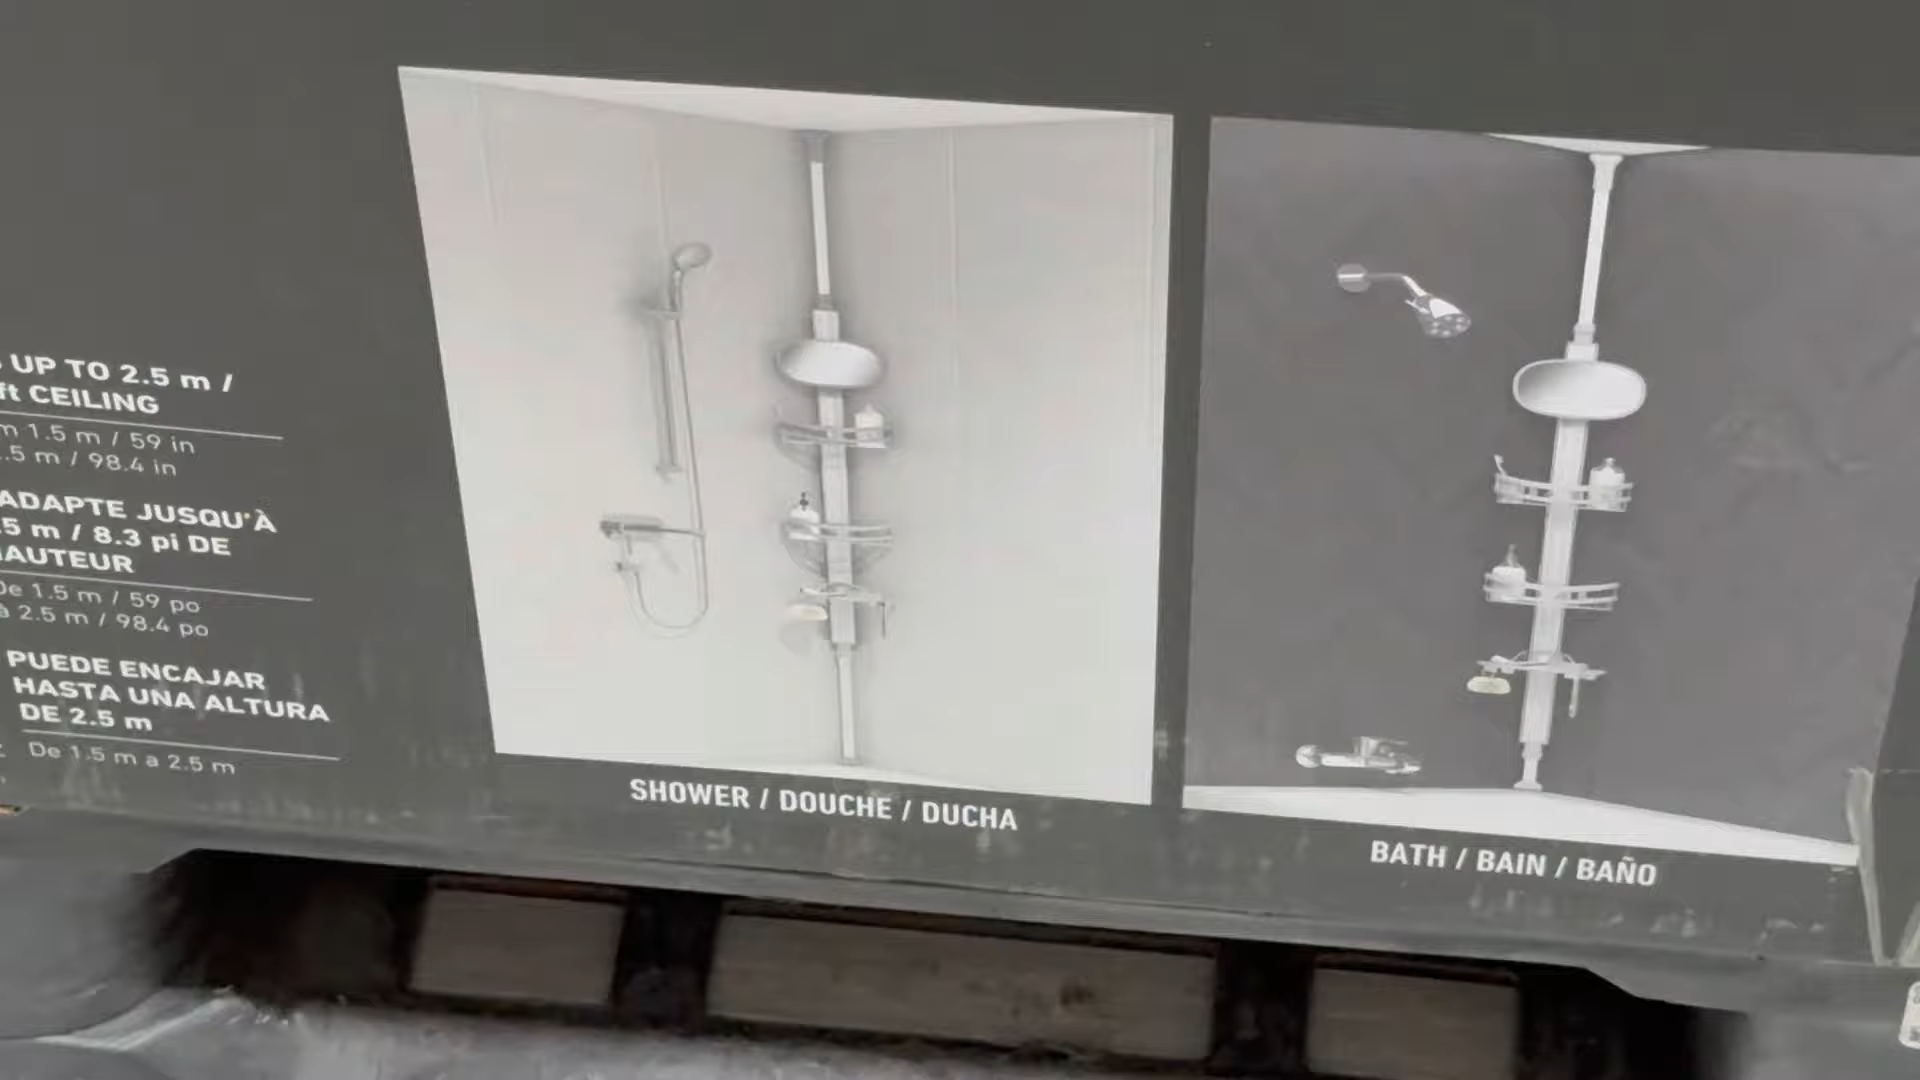 UP TO 2.5 m /
ft CEILING
1.5 m / 59 in
.5 m / 98.4 in
ADAPTE JUSQU'À
.5 m / 8.3 pi DE
HAUTEUR
De 1.5 m / 59 po
à 2.5 m / 98.4 po
PUEDE ENCAJAR
HASTA UNA ALTURA
DE 2.5 m
De 1.5 m a 2.5 m
SHOWER / DOUCHE / DUCHA
BATH / BAIN / BAÑO